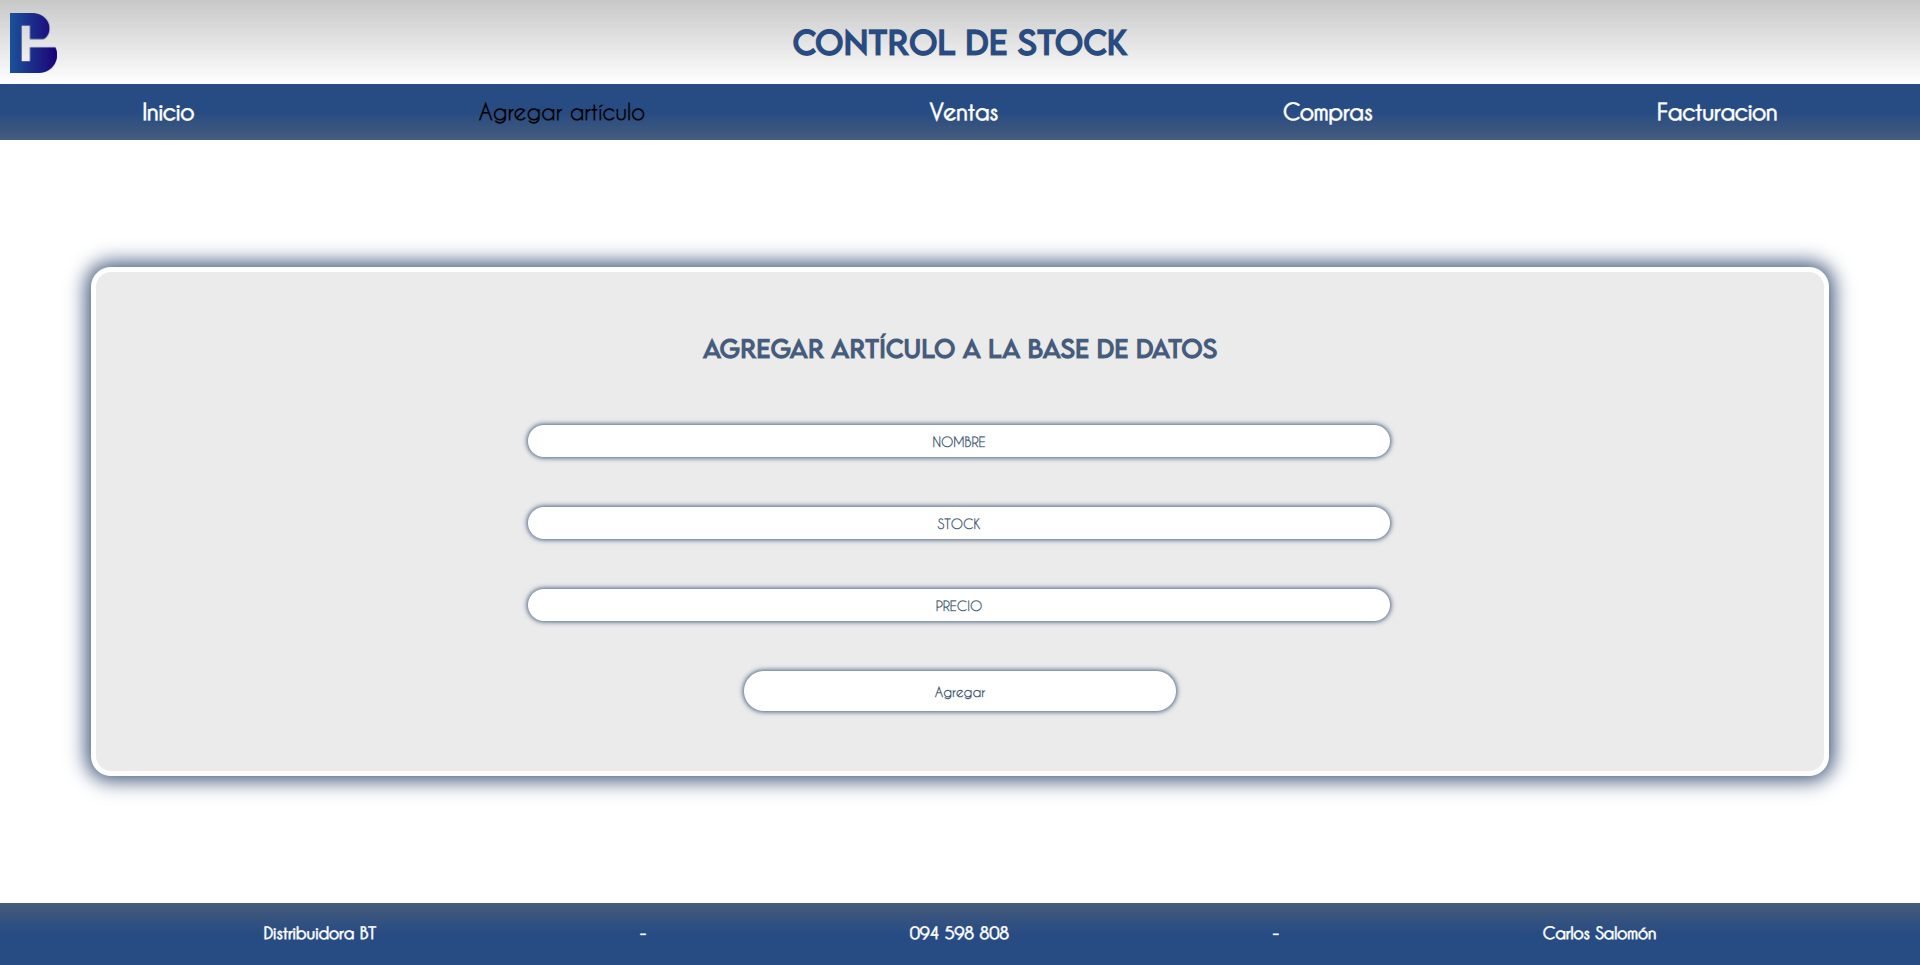 CONTROL DE STOCK
Inicio Agregar artículo Ventas Compras Facturacion
AGREGAR ARTÍCULO A LA BASE DE DATOS
NOMBRE
STOCK
PRECIO
Agregar
Distribuidora BT - 094 598 808 - Carlos Salomón